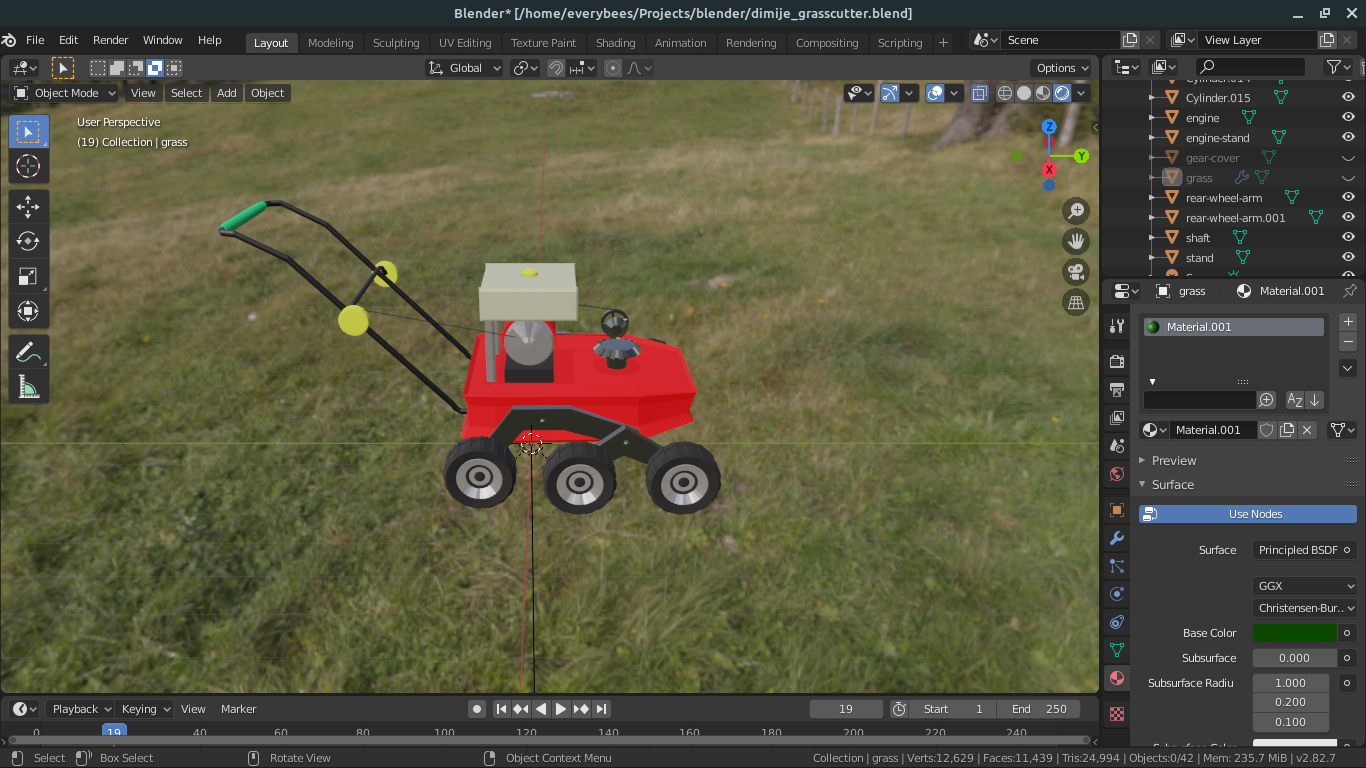 Blender* [/home/everybees/Projects/blender/dimije_grasscutter.blend]
File Edit Render Window Help Layout Modeling Sculpting UV Editing Texture Paint Shading Animation Rendering Compositing Scripting + Scene View Layer
Global Options
Object Mode View Select Add Object
User Perspective
(19) Collection | grass
Z
Y
X
Cylinder.014
Cylinder.015
engine
engine-stand
gear-cover
grass
rear-wheel-arm
rear-wheel-arm.001
shaft
stand
grass Material.001
Material.001
AZ
Material.001
Preview
Surface
Use Nodes
Surface Principled BSDF
GGX
Christensen-Bur..
Base Color
Subsurface 0.000
Subsurface Radiu 1.000
0.200
0.100
Subsurface Color
Playback Keying View Marker 19 Start 1 End 250
0 19 40 60 80 100 120 140 160 180 200 220 240
Select Box Select Rotate View Object Context Menu Collection | grass | Verts:12,629 | Faces:11,439 | Tris:24,994 | Objects:0/42 | Mem: 235.7 MiB | v2.82.7